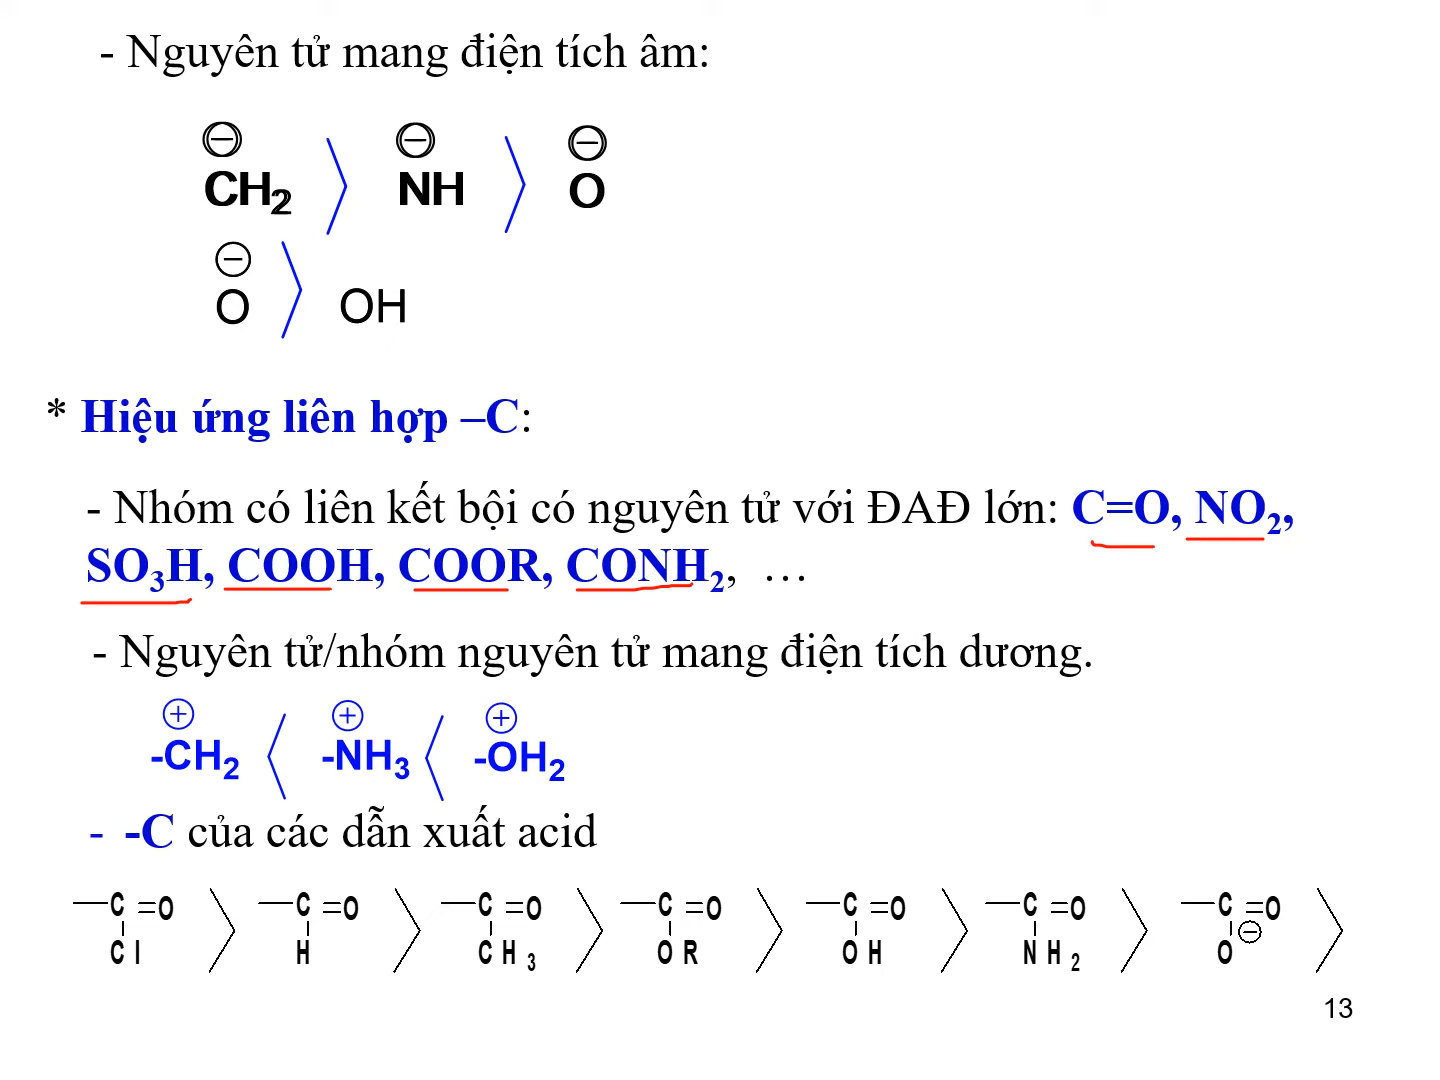 - Nguyên tử mang điện tích âm:
⊖ ⊖ ⊖
CH2 > NH > O
⊖
O > OH
* Hiệu ứng liên hợp –C:
- Nhóm có liên kết bội có nguyên tử với ĐAĐ lớn: C=O, NO2,
SO3H, COOH, COOR, CONH2, …
- Nguyên tử/nhóm nguyên tử mang điện tích dương.
⊕ ⊕ ⊕
-CH2 < -NH3 < -OH2
- -C của các dẫn xuất acid
—C=O > —C=O > —C=O > —C=O > —C=O > —C=O > —C=O >
Cl H CH3 OR OH NH2 O⊖
13